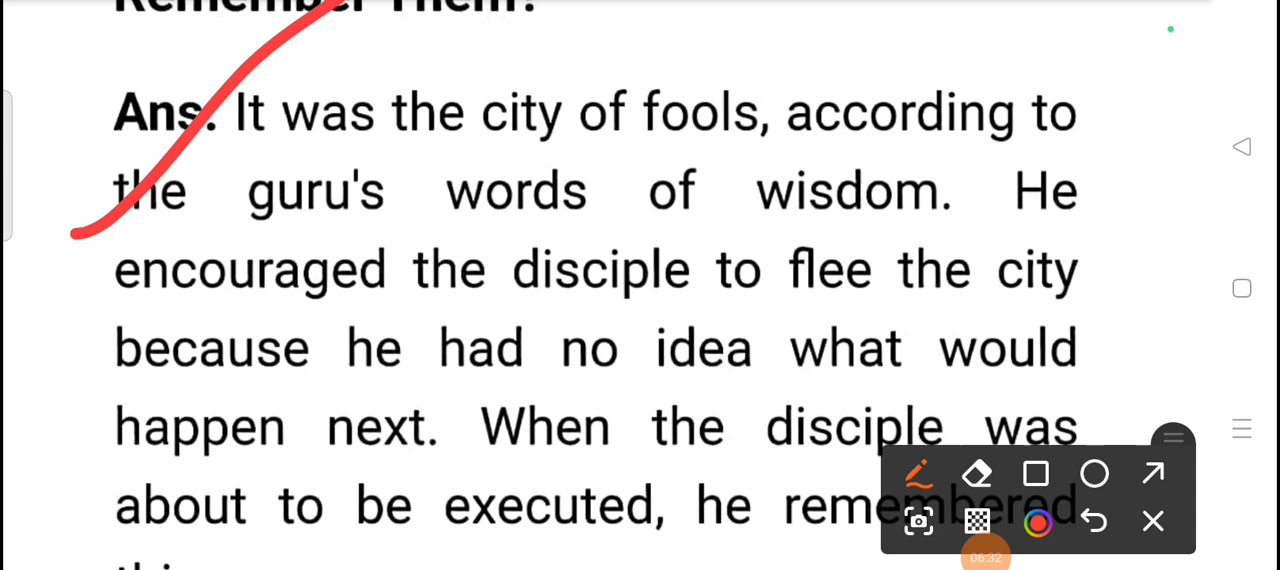 Remember Them?
Ans. It was the city of fools, according to
the guru's words of wisdom. He
encouraged the disciple to flee the city
because he had no idea what would
happen next. When the disciple was
about to be executed, he remembered
06:32